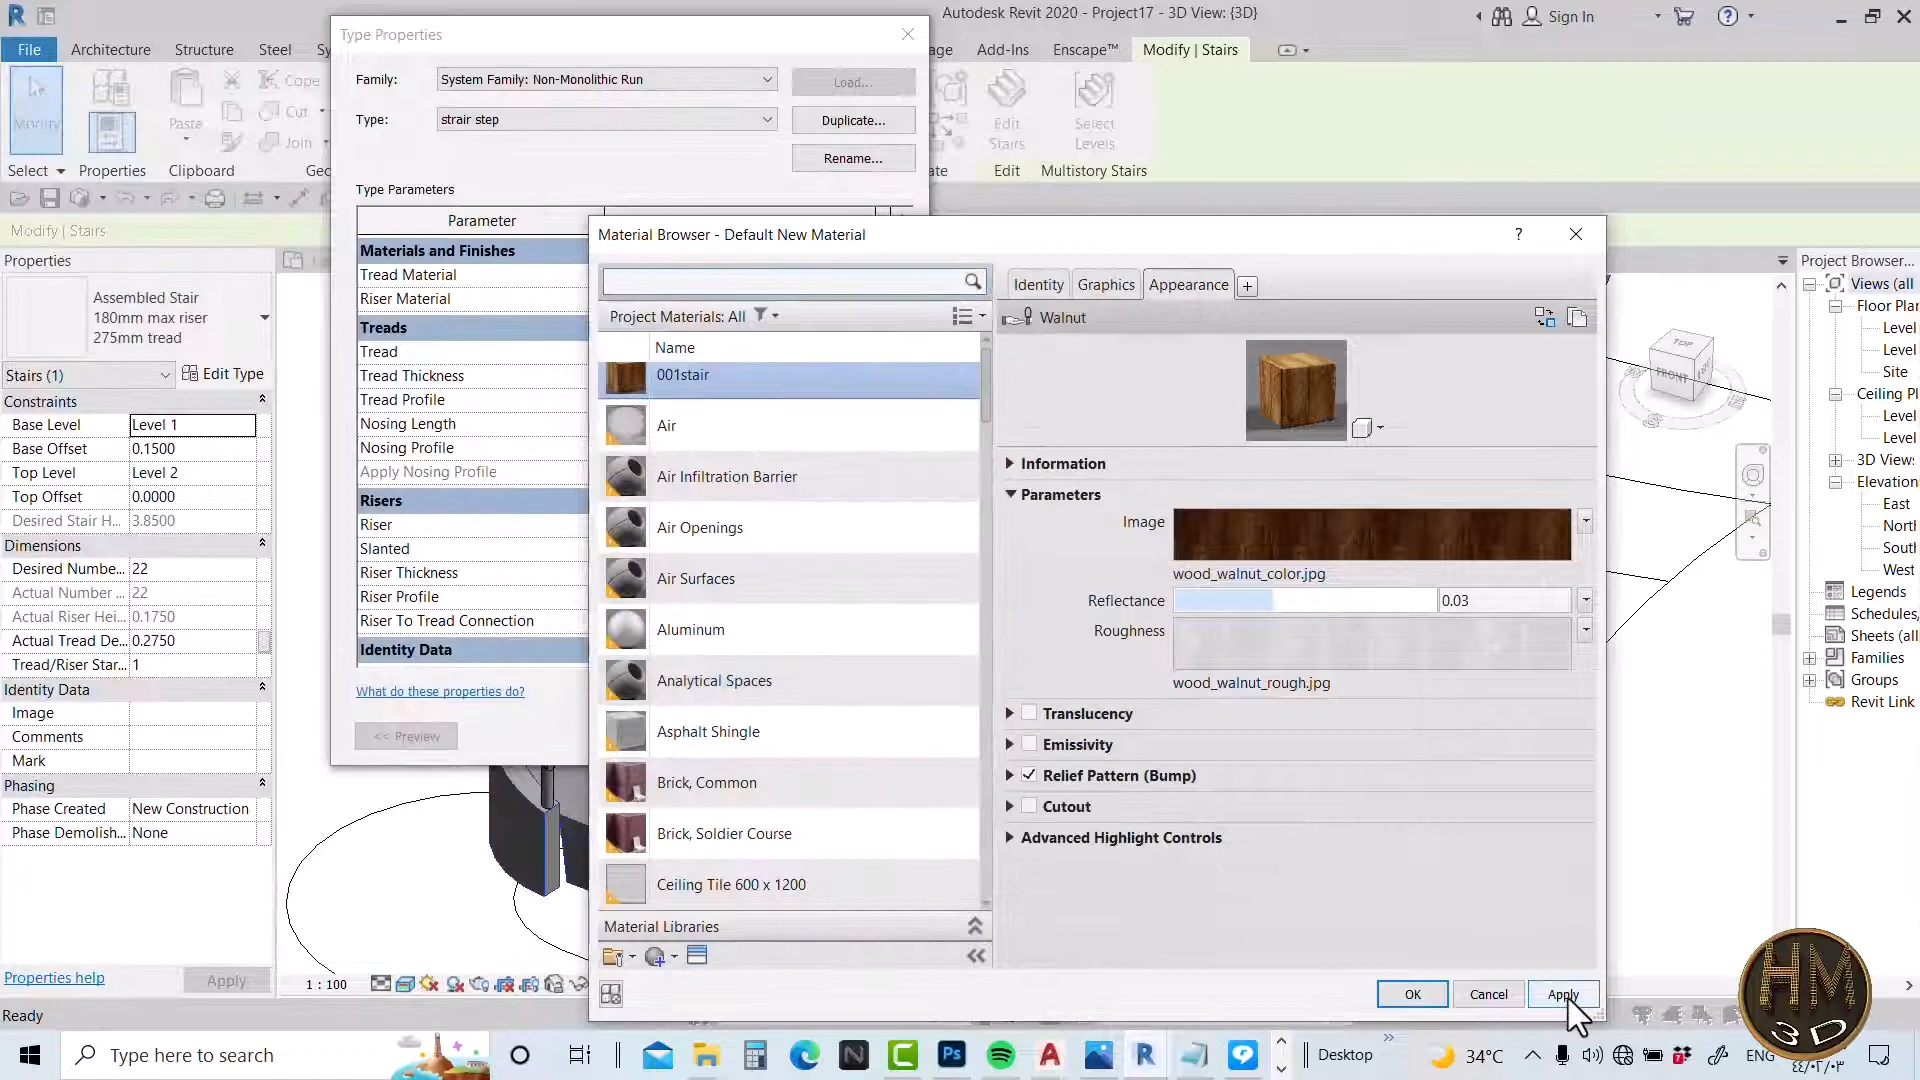 Autodesk Revit 2020 - Project17 - 3D View: {3D}
Sign In
File
Architecture
Structure
Steel
Sy
age
Add-Ins
Enscape™
Modify | Stairs
Modify
Paste
Cope
Cut
Join
Edit
Stairs
Select
Levels
Select
Properties
Clipboard
Geo
ate
Edit
Multistory Stairs
Modify | Stairs
Type Properties
Family:
System Family: Non-Monolithic Run
Load...
Type:
strair step
Duplicate...
Rename...
Type Parameters
Parameter
Materials and Finishes
Tread Material
Riser Material
Treads
Tread
Tread Thickness
Tread Profile
Nosing Length
Nosing Profile
Apply Nosing Profile
Risers
Riser
Slanted
Riser Thickness
Riser Profile
Riser To Tread Connection
Identity Data
What do these properties do?
<< Preview
Properties
Assembled Stair
180mm max riser
275mm tread
Stairs (1)
Edit Type
Constraints
Base Level
Level 1
Base Offset
0.1500
Top Level
Level 2
Top Offset
0.0000
Desired Stair H...
3.8500
Dimensions
Desired Numbe...
22
Actual Number ...
22
Actual Riser Hei...
0.1750
Actual Tread De...
0.2750
Tread/Riser Star...
1
Identity Data
Image
Comments
Mark
Phasing
Phase Created
New Construction
Phase Demolish...
None
Properties help
Apply
Ready
1 : 100
Material Browser - Default New Material
?
Project Materials: All
Name
001stair
Air
Air Infiltration Barrier
Air Openings
Air Surfaces
Aluminum
Analytical Spaces
Asphalt Shingle
Brick, Common
Brick, Soldier Course
Ceiling Tile 600 x 1200
Material Libraries
Identity
Graphics
Appearance
Walnut
Information
Parameters
Image
wood_walnut_color.jpg
Reflectance
0.03
Roughness
wood_walnut_rough.jpg
Translucency
Emissivity
Relief Pattern (Bump)
Cutout
Advanced Highlight Controls
OK
Cancel
Apply
TOP
FRONT
Project Browser...
Views (all
Floor Plan
Level
Level
Site
Ceiling Pl
Level
Level
3D Views
Elevation
East
North
South
West
Legends
Schedules,
Sheets (all
Families
Groups
Revit Link
Type here to search
Desktop
34°C
ENG
HM
3D